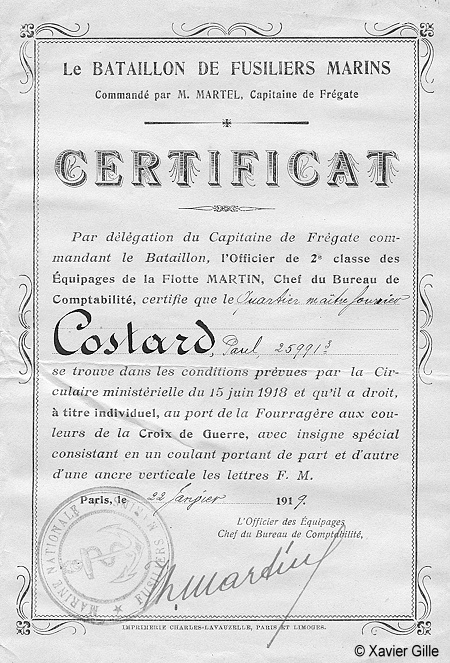 LE BATAILLON DE FUSILIERS MARINS
Commandé par M. MARTEL, Capitaine de Frégate
CERTIFICAT
Par délégation du Capitaine de Frégate com-
mandant le Bataillon, l'Officier de 2e classe des
Équipages de la Flotte MARTIN, Chef du Bureau de
Comptabilité, certifie que le Quartier maître fourrier
Costard, Paul, 25991 3
se trouve dans les conditions prévues par la Cir-
culaire ministérielle du 15 juin 1918 et qu'il a droit,
à titre individuel, au port de la Fourragère aux cou-
leurs de la Croix de Guerre, avec insigne spécial
consistant en un coulant portant de part et d'autre
d'une ancre verticale les lettres F. M.
Paris, le 22 Janvier 1919.
L'Officier des Équipages
Chef du Bureau de Comptabilité,
MARINE NATIONALE
FUSILIERS
Martin
IMPRIMERIE CHARLES-LAVAUZELLE, PARIS ET LIMOGES.
© Xavier Gille